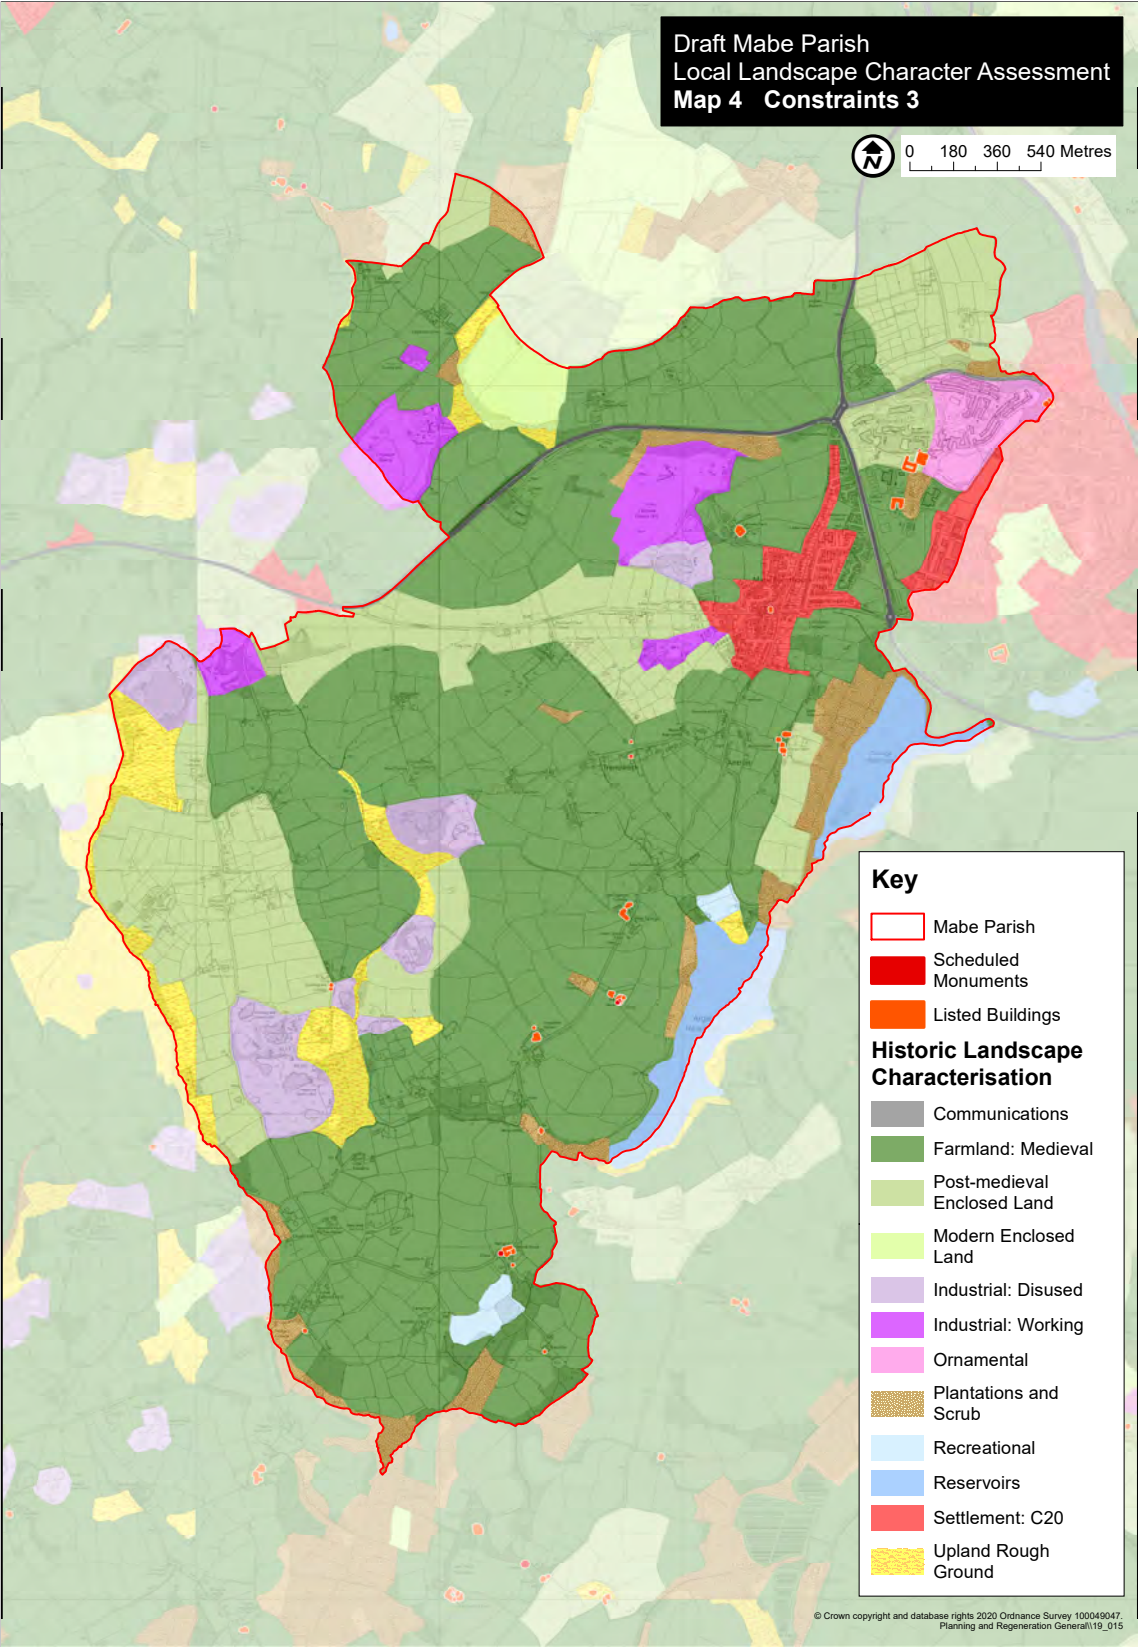 Draft Mabe Parish
Local Landscape Character Assessment
Map 4 Constraints 3
N
0 180 360 540 Metres
Key
Mabe Parish
Scheduled
Monuments
Listed Buildings
Historic Landscape
Characterisation
Communications
Farmland: Medieval
Post-medieval
Enclosed Land
Modern Enclosed
Land
Industrial: Disused
Industrial: Working
Ornamental
Plantations and
Scrub
Recreational
Reservoirs
Settlement: C20
Upland Rough
Ground
© Crown copyright and database rights 2020 Ordnance Survey 100049047.
Planning and Regeneration General\\19_015